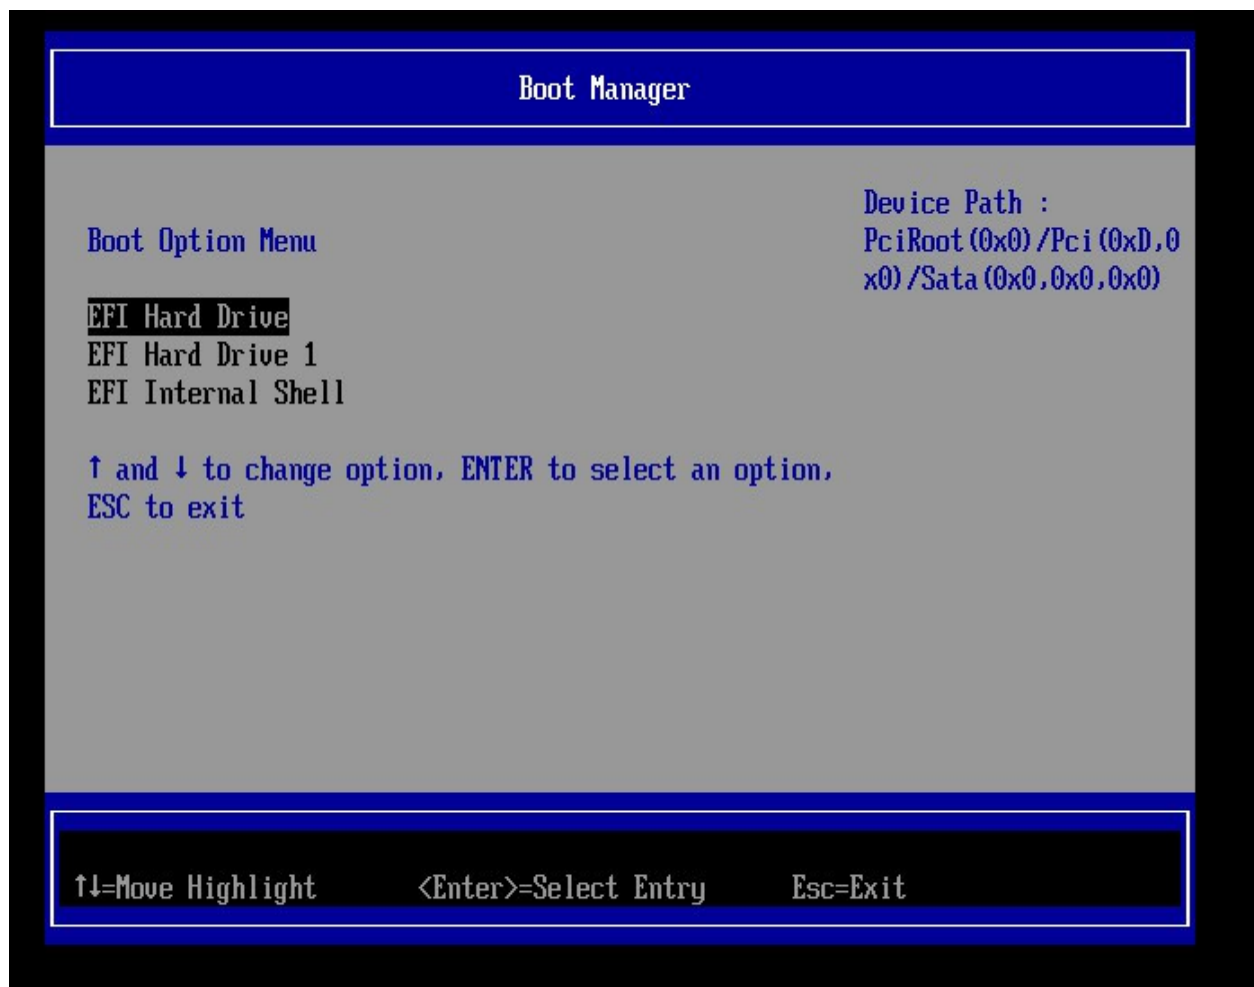 Boot Manager
Boot Option Menu
EFI Hard Drive
EFI Hard Drive 1
EFI Internal Shell
↑ and ↓ to change option, ENTER to select an option,
ESC to exit
Device Path :
PciRoot(0x0)/Pci(0xD,0
x0)/Sata(0x0,0x0,0x0)
↑↓=Move Highlight <Enter>=Select Entry Esc=Exit